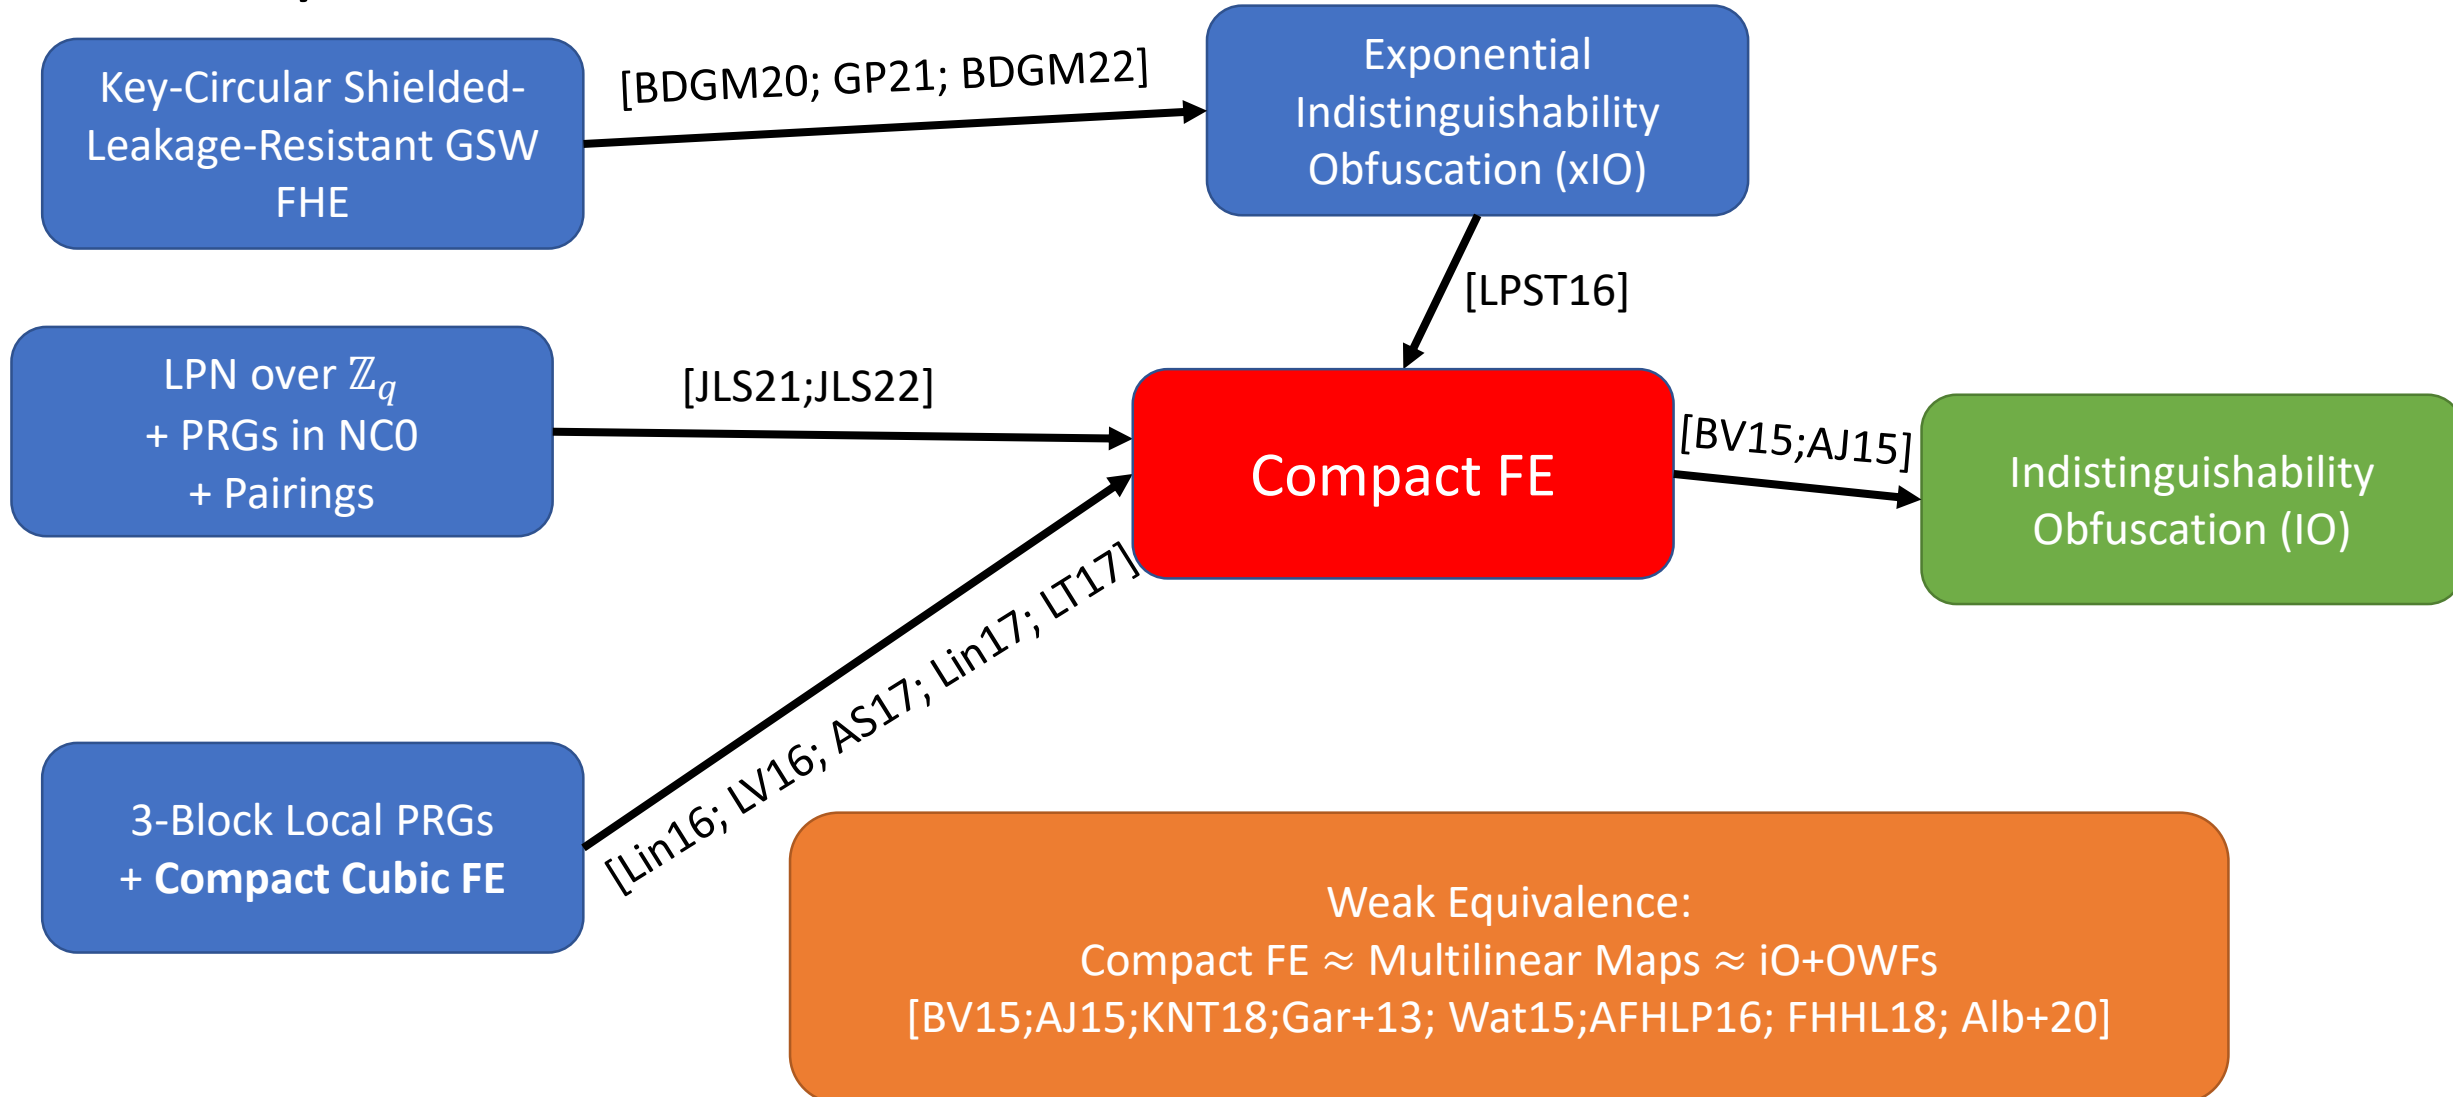 Key-Circular Shielded-
Leakage-Resistant GSW
FHE
[BDGM20; GP21; BDGM22]
Exponential
Indistinguishability
Obfuscation (xIO)
[LPST16]
LPN over ℤ_q
+ PRGs in NC0
+ Pairings
[JLS21;JLS22]
Compact FE
[BV15;AJ15]
Indistinguishability
Obfuscation (IO)
[Lin16; LV16; AS17; Lin17; LT17]
3-Block Local PRGs
+ Compact Cubic FE
Weak Equivalence:
Compact FE ≈ Multilinear Maps ≈ iO+OWFs
[BV15;AJ15;KNT18;Gar+13; Wat15;AFHLP16; FHHL18; Alb+20]